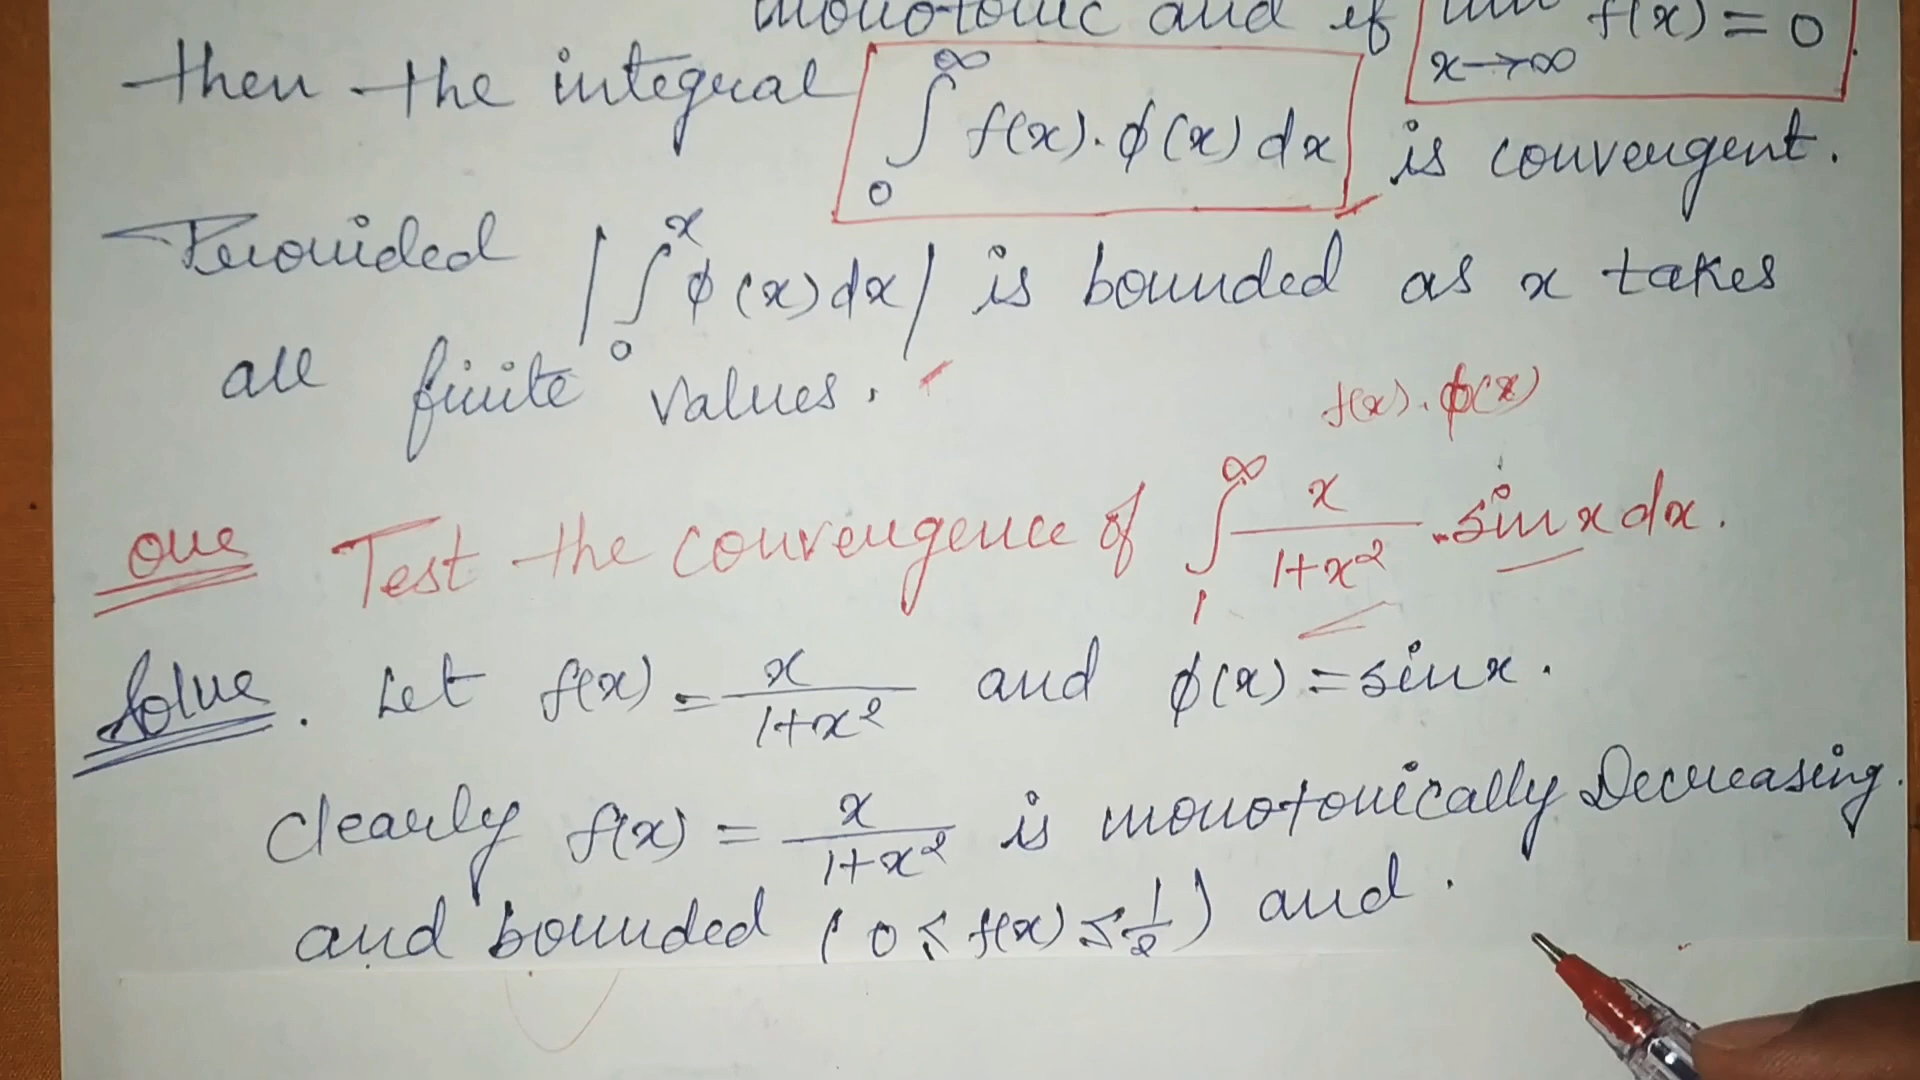 monotonic and if lim f(x) = 0.
x→∞
then the integral ∫₀^∞ f(x).φ(x) dx is convergent.
Provided |∫₀^x φ(x) dx| is bounded as x takes
all finite values.
f(x).φ(x)
One Test the convergence of ∫₁^∞ x/(1+x²) .sin x dx.
Solve. Let f(x) = x/(1+x²) and φ(x) = sin x.
Clearly f(x) = x/(1+x²) is monotonically Decreasing.
and bounded (0 ≤ f(x) ≤ 1/2) and.